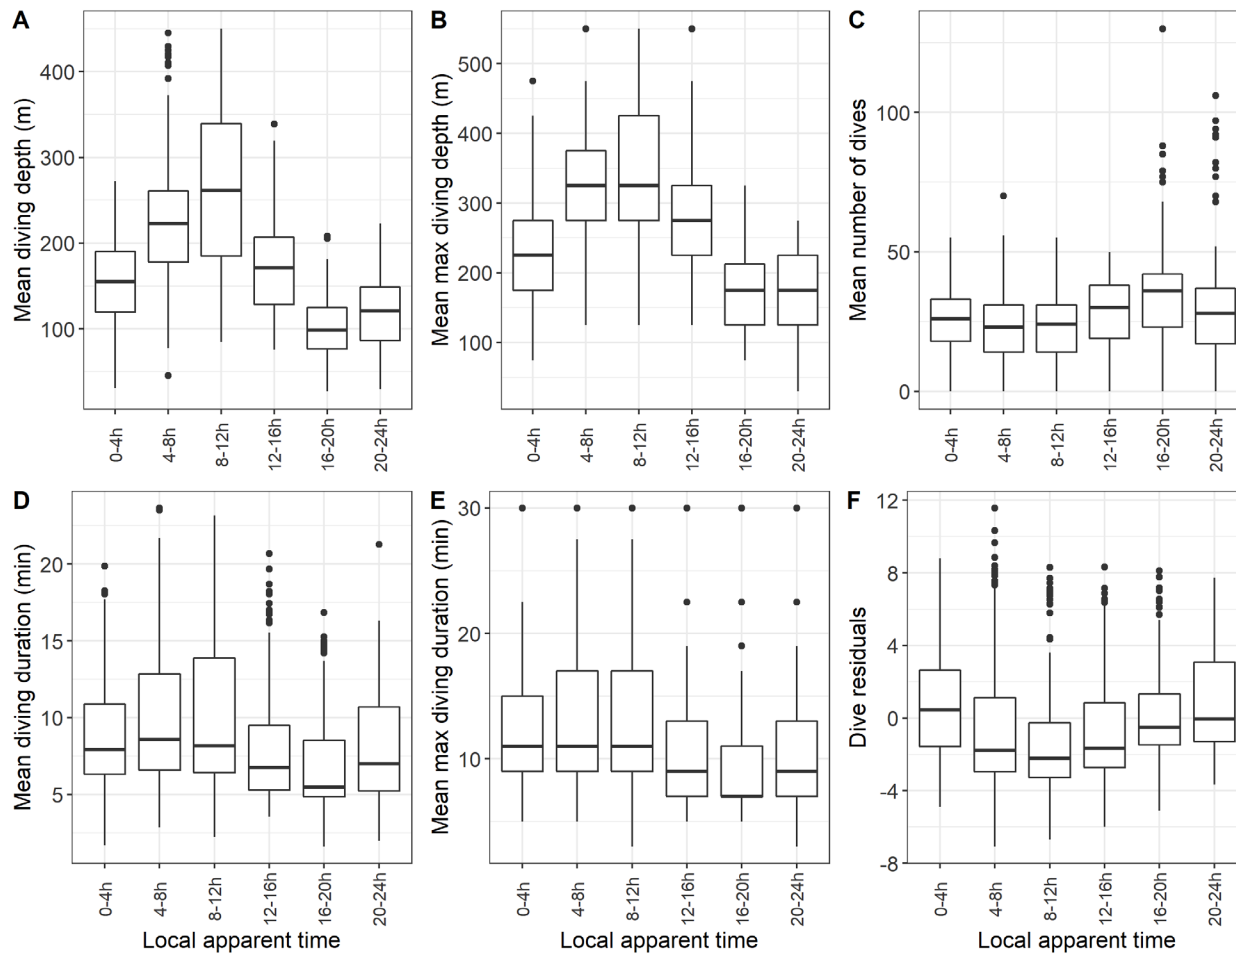 A
Mean diving depth (m)
400
300
200
100
0-4h
4-8h
8-12h
12-16h
16-20h
20-24h
B
Mean max diving depth (m)
500
400
300
200
100
0-4h
4-8h
8-12h
12-16h
16-20h
20-24h
C
Mean number of dives
100
50
0
0-4h
4-8h
8-12h
12-16h
16-20h
20-24h
D
Mean diving duration (min)
20
15
10
5
0-4h
4-8h
8-12h
12-16h
16-20h
20-24h
Local apparent time
E
Mean max diving duration (min)
30
20
10
0-4h
4-8h
8-12h
12-16h
16-20h
20-24h
Local apparent time
F
Dive residuals
12
8
4
0
-4
-8
0-4h
4-8h
8-12h
12-16h
16-20h
20-24h
Local apparent time